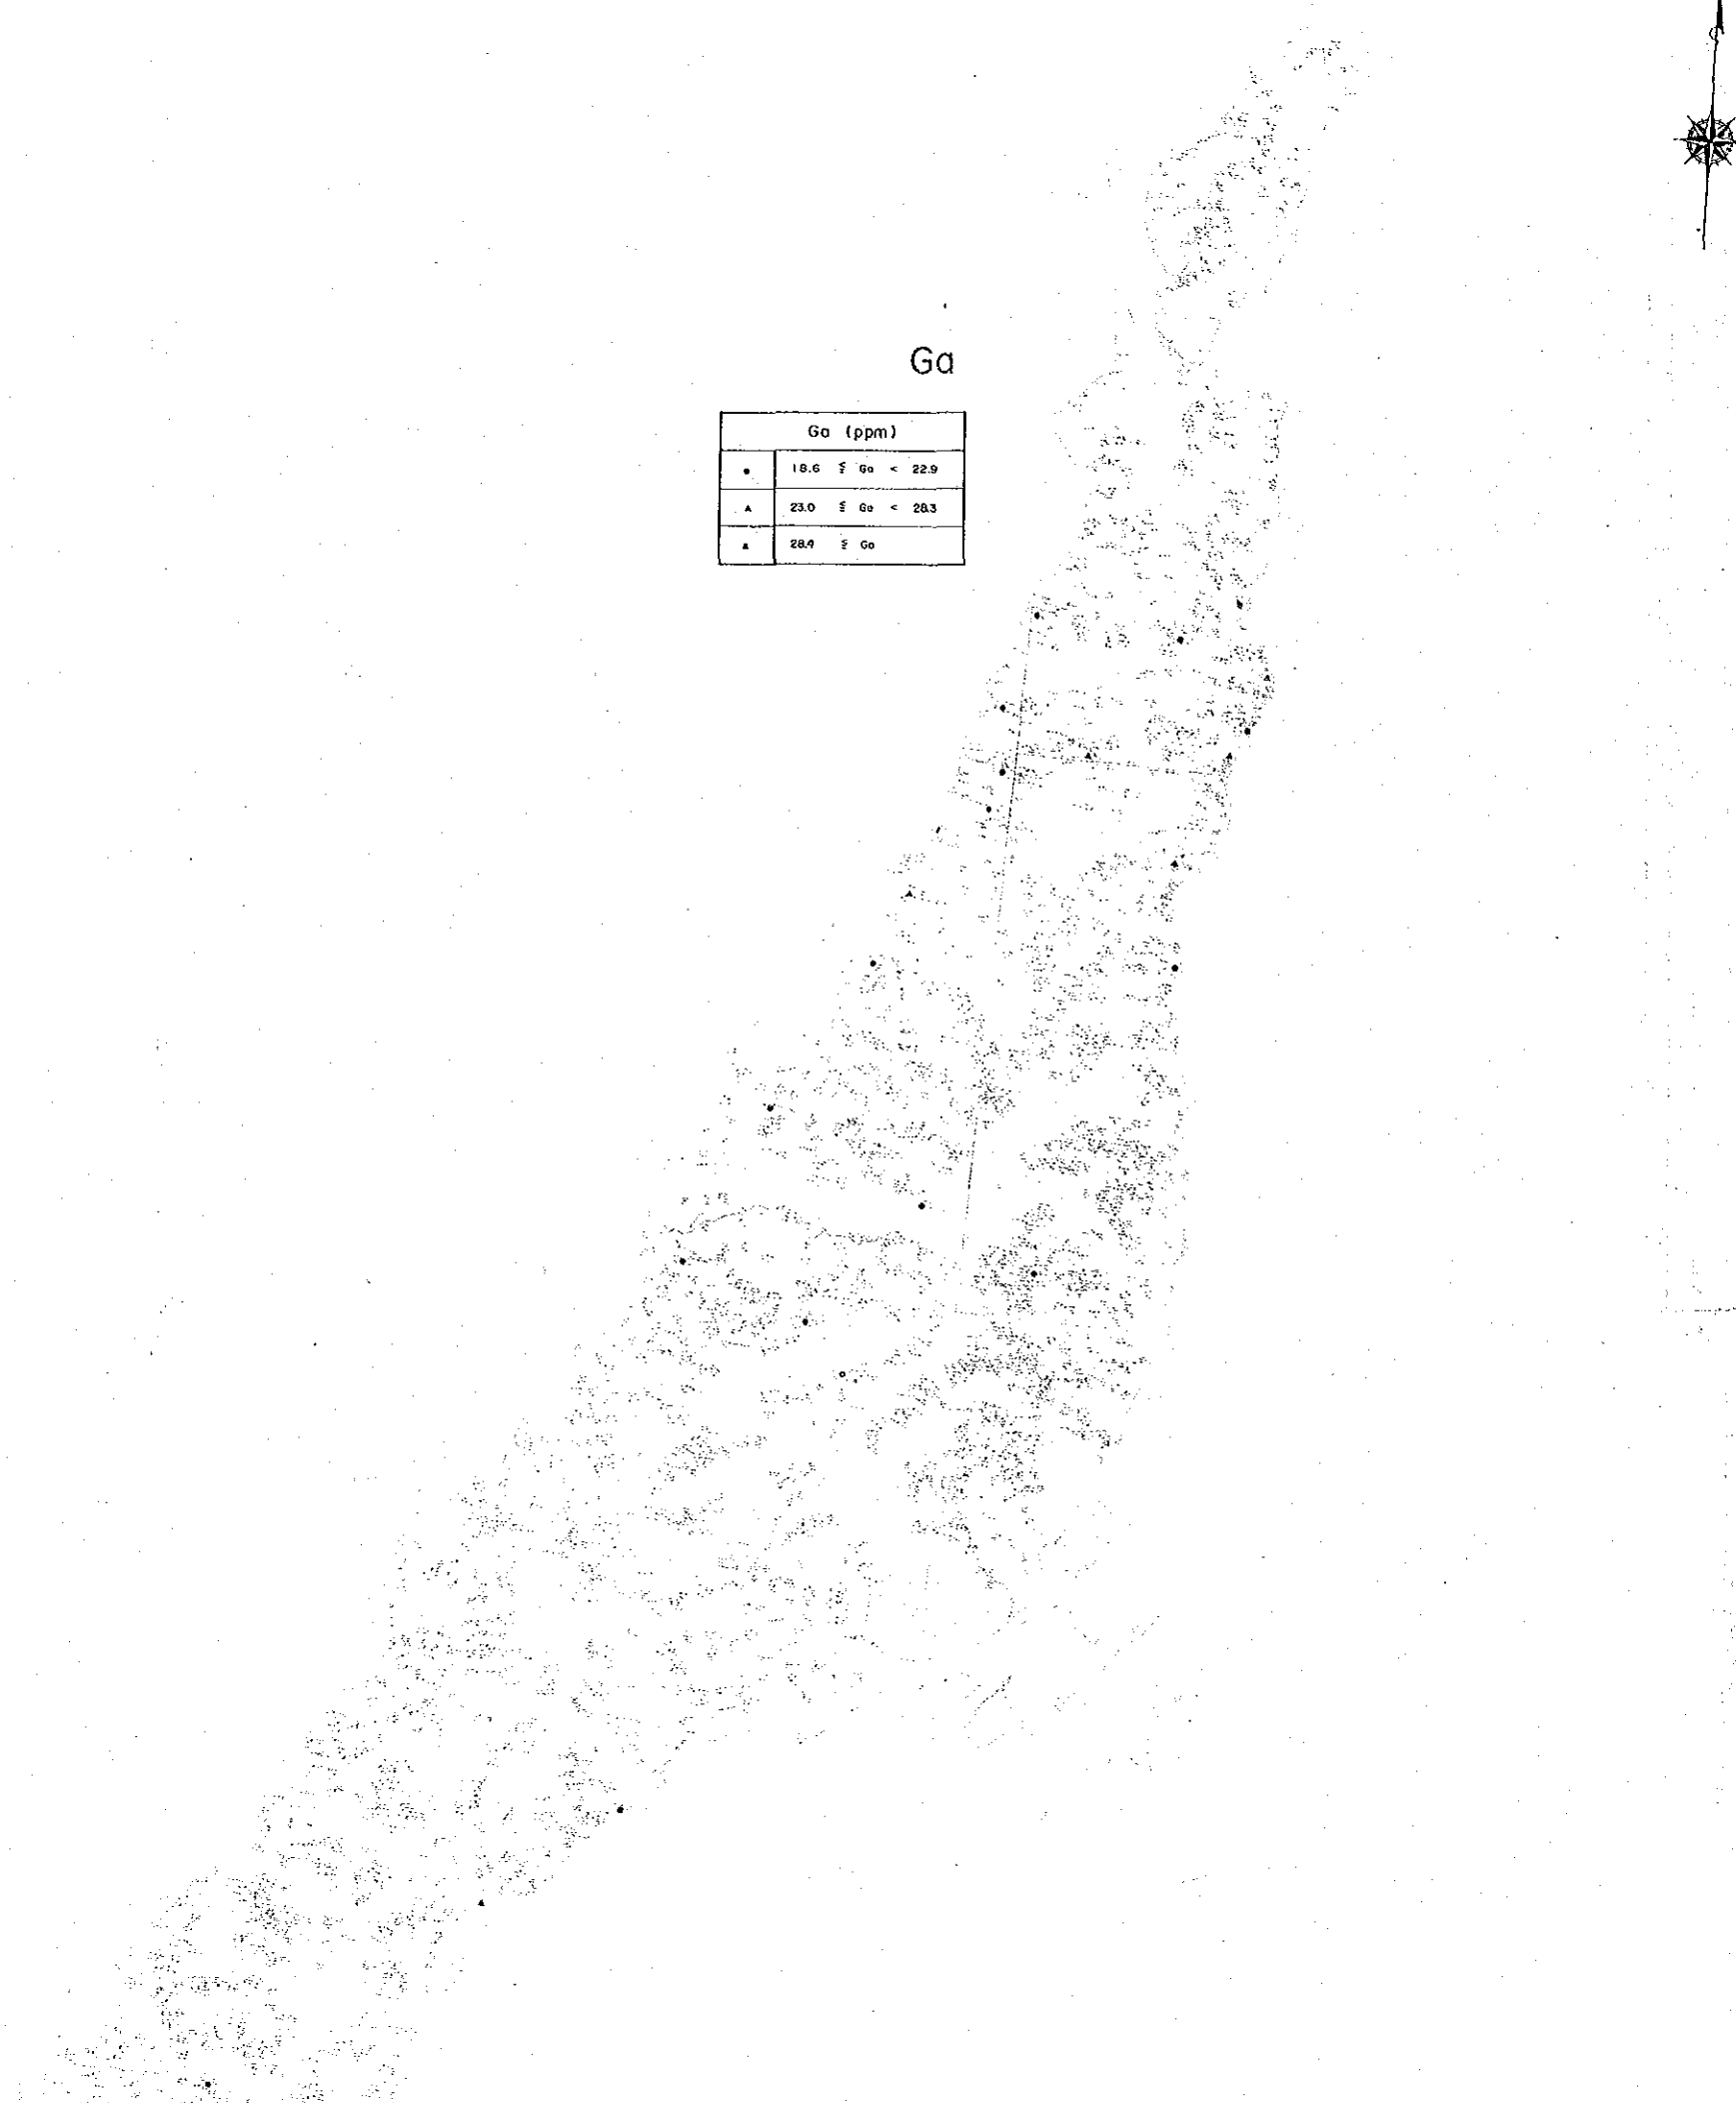 Ga
Ga (ppm)
• 18.6 ≦ Ga < 22.9
▲ 23.0 ≦ Ga < 28.3
▲ 28.4 ≦ Ga